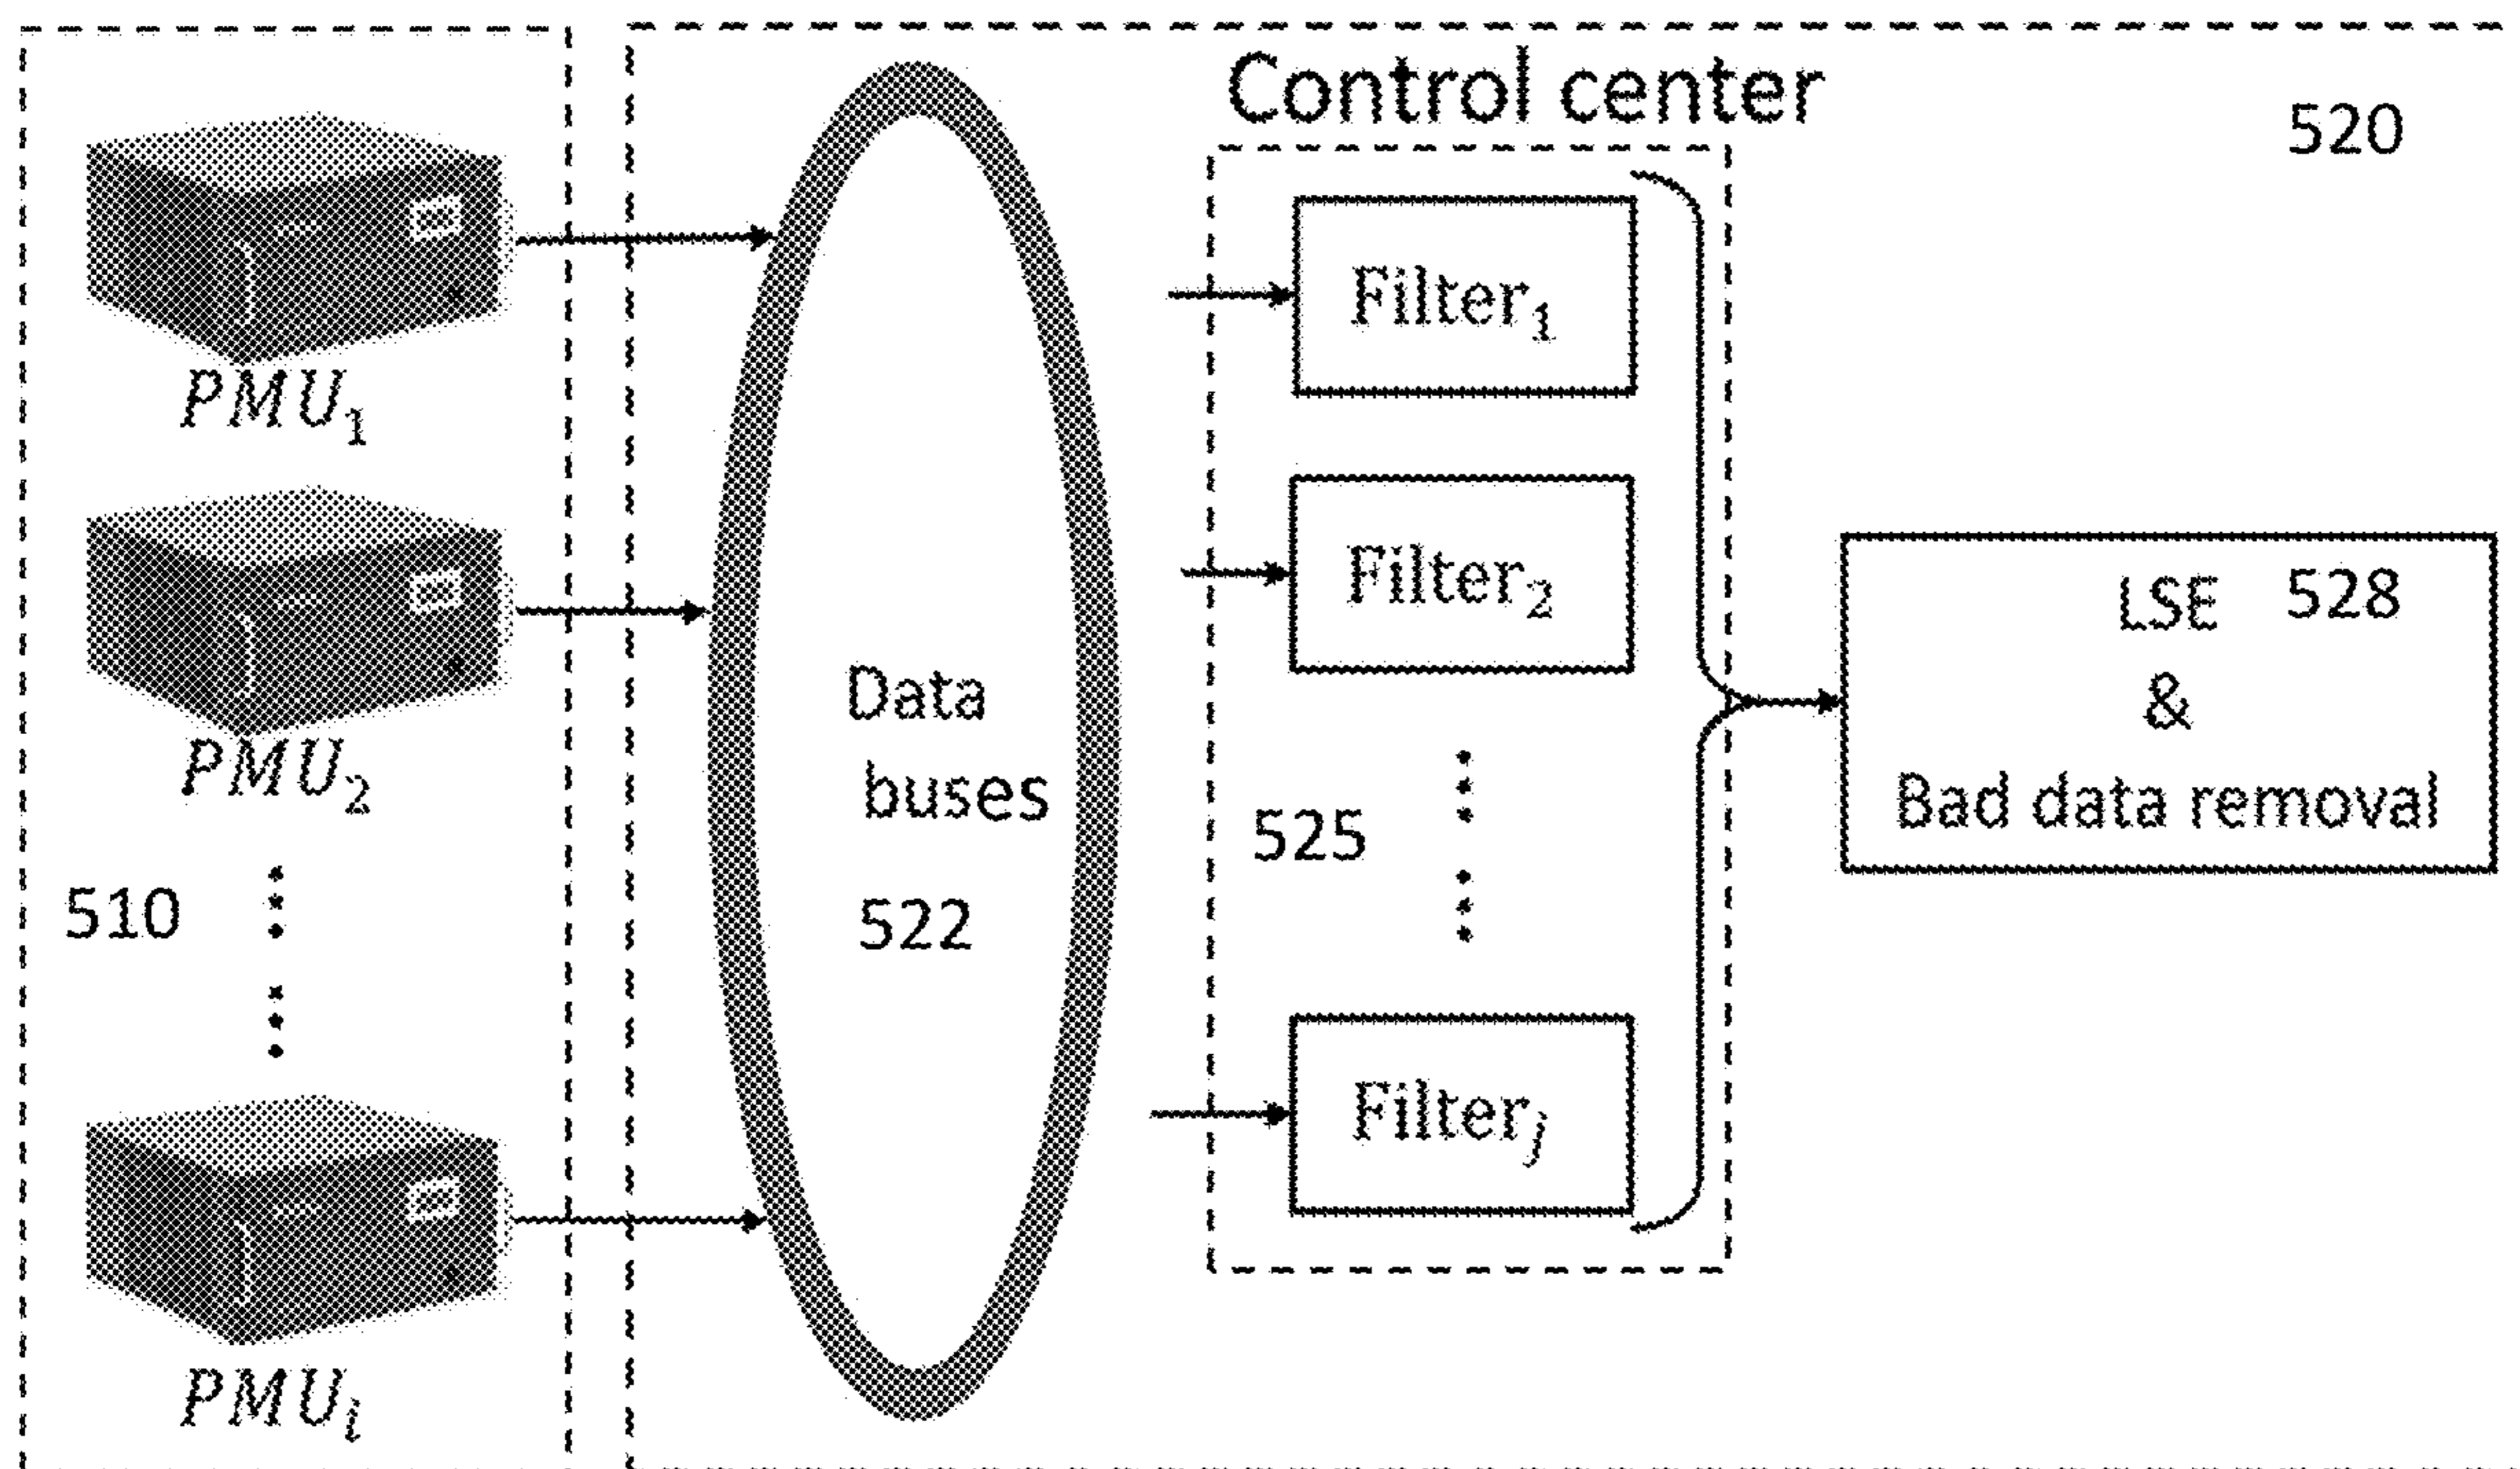 Control center
520
PMU₁
PMU₂
510
PMUᵢ
Data
buses
522
Filter₁
Filter₂
525
Filterⱼ
LSE 528
&
Bad data removal